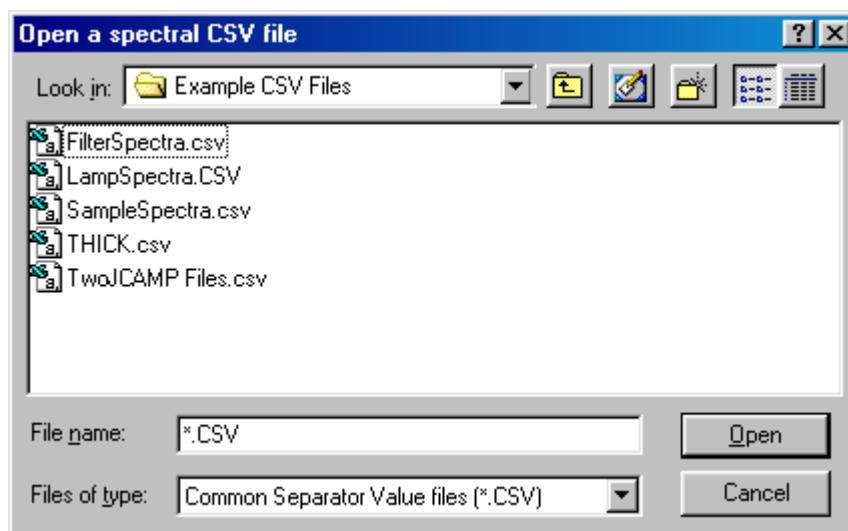 Open a spectral CSV file
Look in: Example CSV Files
FilterSpectra.csv
LampSpectra.CSV
SampleSpectra.csv
THICK.csv
TwoJCAMP Files.csv
File name: *.CSV Open
Files of type: Common Separator Value files (*.CSV) Cancel